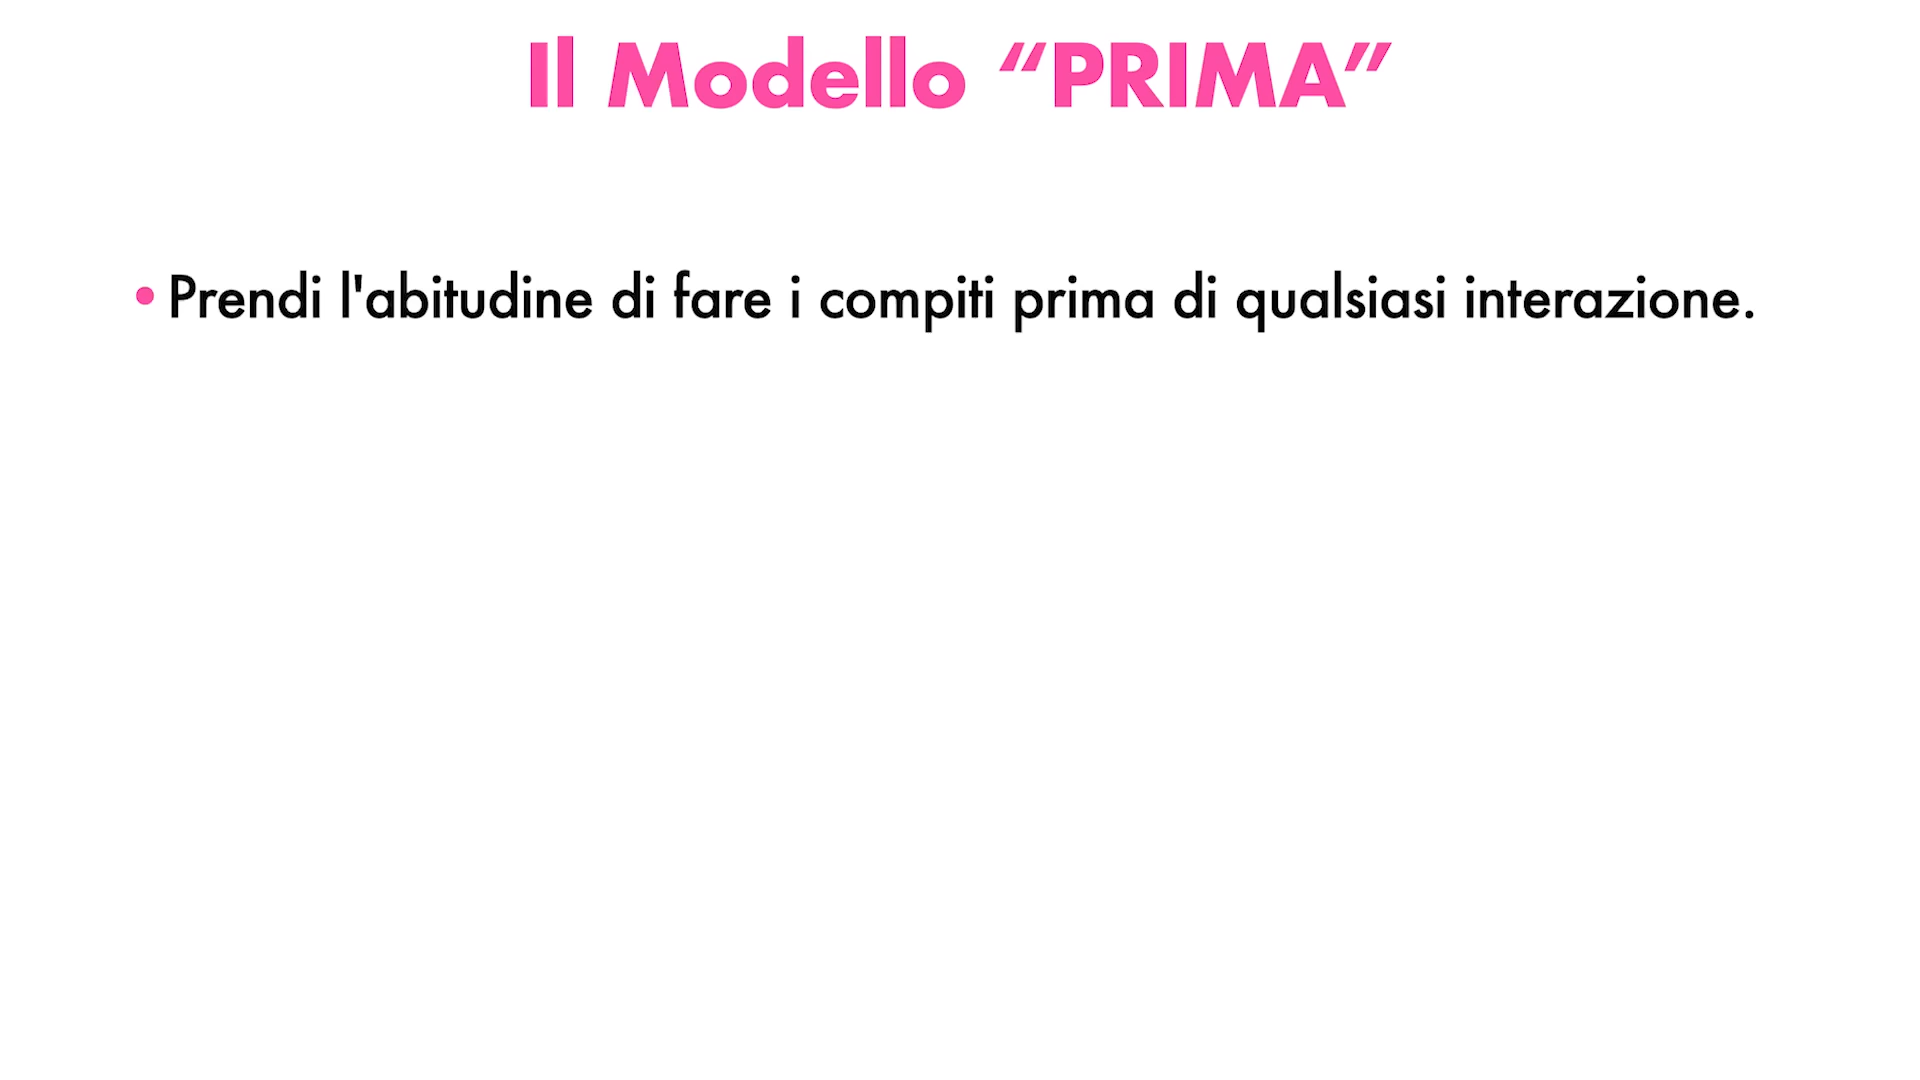 Il Modello “PRIMA”
• Prendi l'abitudine di fare i compiti prima di qualsiasi interazione.